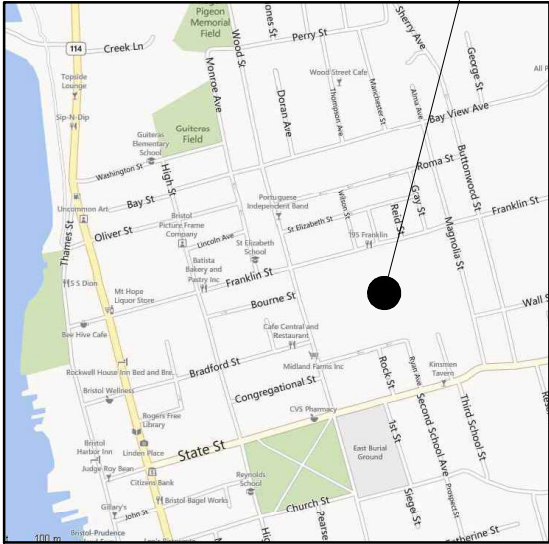 Pigeon
Memorial
Field
Jones St
Sherry Ave
Perry St
Wood St
114
Creek Ln
George St
Topside
Lounge
Wood Street Cafe
Monroe Ave
Doran Ave
Thompson Ave
Manchester St
Alma Ave
All P
Bay View Ave
Sip-N-Dip
Guiteras
Elementary
School
Guiteras
Field
Washington St
High St
Roma St
Buttonwood St
Bay St
Portuguese
Independent Band
Wilson St
Gray St
Uncommon Art
Bristol
Picture Frame
Company
Oliver St
Lincoln Ave
St Elizabeth St
Reid St
Franklin St
Thames St
St Elizabeth
School
195 Franklin
Magnolia St
Batista
Bakery and
Pastry Inc
Franklin St
S S Dion
Mt Hope
Liquor Store
Bourne St
Wall S
Bee Hive Cafe
Cafe Central and
Restaurant
Rockwell House Inn Bed and Bre...
Bradford St
Midland Farms Inc
Rock St
Ryan Ave
Kinsmen
Tavern
Bristol Wellness
Congregational St
CVS Pharmacy
Rogers Free
Library
1st St
Second School Ave
Third School St
Bristol
Harbor Inn
Linden Place
State St
East Burial
Ground
Judge Roy Bean
Citizens Bank
Reynolds
School
Gillary's
Bristol Bagel Works
Church St
Siegel St
Prospect St
John St
Bristol-Prudence
Pearse
Catherine St
100 m